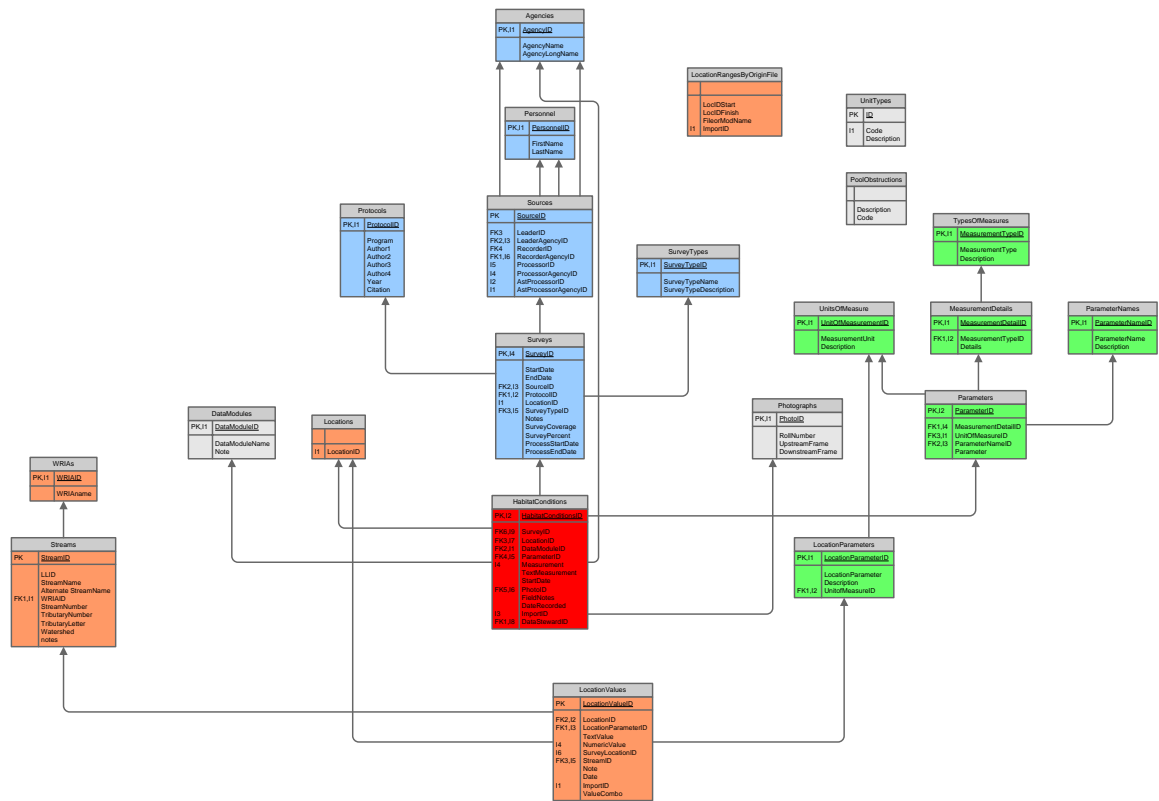 Agencies
PK,I1 AgencyID
AgencyName
AgencyLongName
LocationRangesByOriginFile
LocIDStart
LocIDFinish
FileorModName
I1 ImportID
UnitTypes
PK ID
I1 Code
Description
Personnel
PK,I1 PersonnelID
FirstName
LastName
PoolObstructions
Description
Code
Sources
PK SourceID
FK3 LeaderID
FK2,I3 LeaderAgencyID
FK4 RecorderID
FK1,I6 RecorderAgencyID
I5 ProcessorID
I4 ProcessorAgencyID
I2 AstProcessorID
I1 AstProcessorAgencyID
Protocols
PK,I1 ProtocolID
Program
Author1
Author2
Author3
Author4
Year
Citation
TypesOfMeasures
PK,I1 MeasurementTypeID
MeasurementType
Description
SurveyTypes
PK,I1 SurveyTypeID
SurveyTypeName
SurveyTypeDescription
UnitsOfMeasure
PK,I1 UnitOfMeasurementID
MeasurementUnit
Description
MeasurementDetails
PK,I1 MeasurementDetailID
FK1,I2 MeasurementTypeID
Details
ParameterNames
PK,I1 ParameterNameID
ParameterName
Description
Surveys
PK,I4 SurveyID
StartDate
EndDate
FK2,I3 SourceID
FK1,I2 ProtocolID
I1 LocationID
FK3,I5 SurveyTypeID
Notes
SurveyCoverage
SurveyPercent
ProcessStartDate
ProcessEndDate
Parameters
PK,I2 ParameterID
FK1,I4 MeasurementDetailID
FK3,I1 UnitOfMeasureID
FK2,I3 ParameterNameID
Parameter
Photographs
PK,I1 PhotoID
RollNumber
UpstreamFrame
DownstreamFrame
DataModules
PK,I1 DataModuleID
DataModuleName
Note
Locations
I1 LocationID
WRIAs
PK,I1 WRIAID
WRIAname
HabitatConditions
PK,I2 HabitatConditionsID
FK6,I9 SurveyID
FK3,I7 LocationID
FK2,I1 DataModuleID
FK4,I5 ParameterID
I4 Measurement
TextMeasurement
StartDate
PhotoID
FieldNotes
DateRecorded
I3 ImportID
DataStewardID
Streams
PK StreamID
LLID
StreamName
Alternate StreamName
FK1,I1 WRIAID
StreamNumber
TributaryNumber
TributaryLetter
Watershed
notes
LocationParameters
PK,I1 LocationParameterID
LocationParameter
Description
FK1,I2 UnitofMeasureID
LocationValues
PK LocationValueID
FK2,I2 LocationID
FK1,I3 LocationParameterID
TextValue
I4 NumericValue
I6 SurveyLocationID
FK3,I5 StreamID
Note
Date
I1 ImportID
ValueCombo